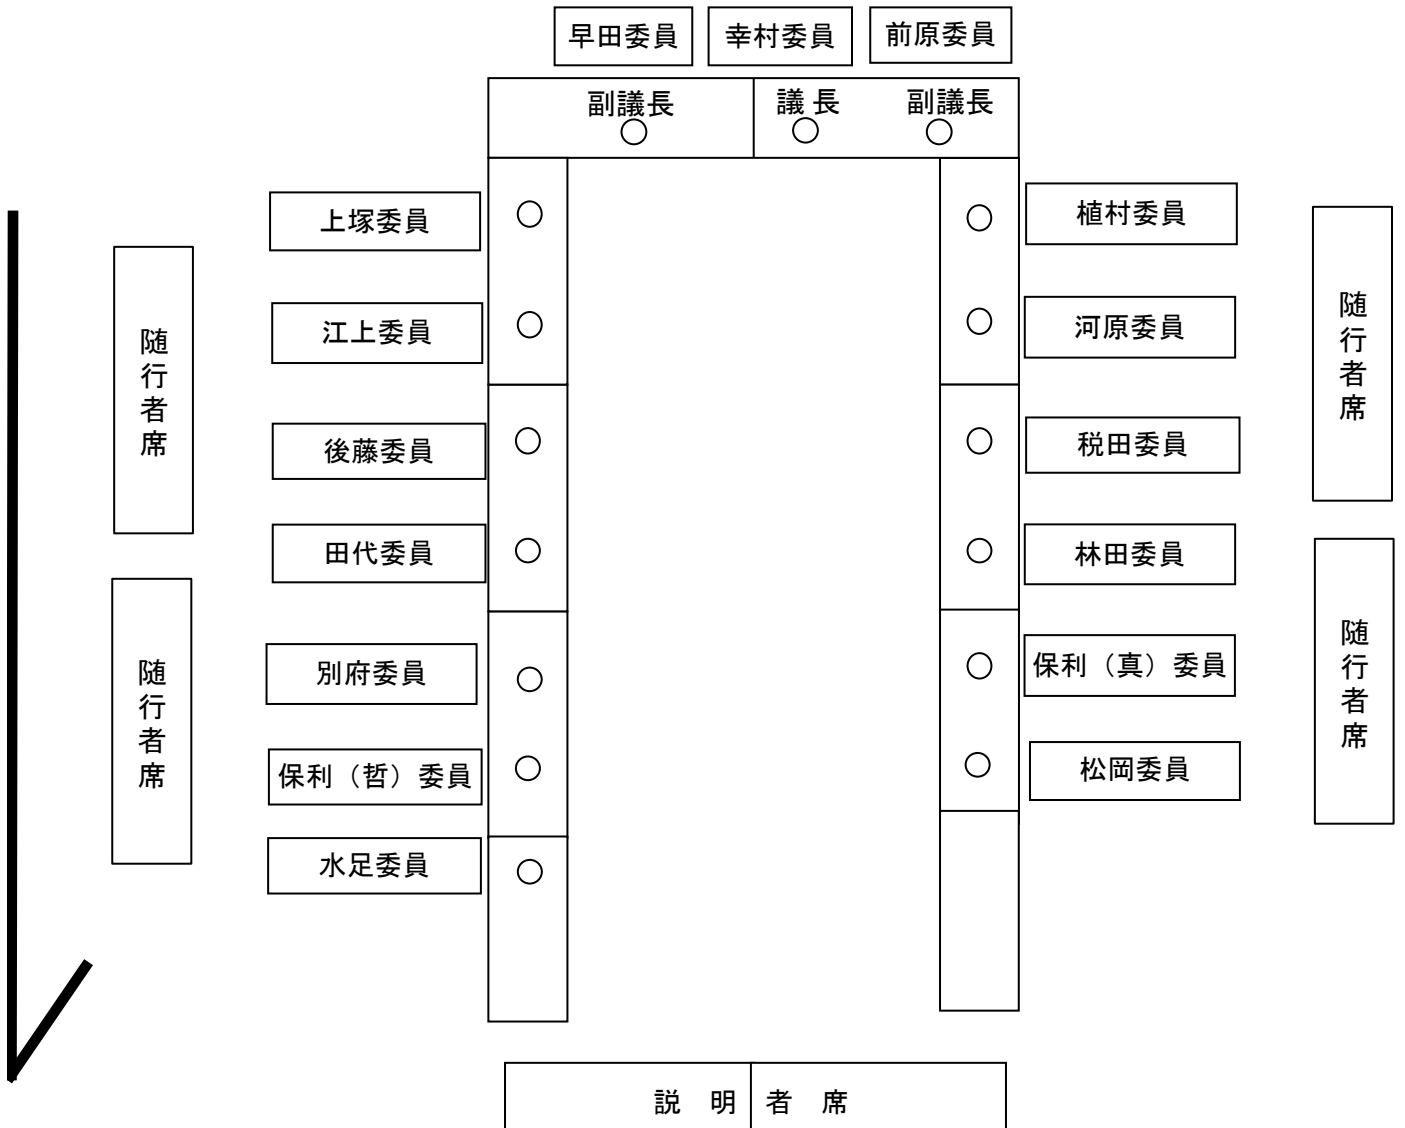 早田委員
幸村委員
前原委員
副議長
議 長
副議長
上塚委員
江上委員
後藤委員
田代委員
別府委員
保利（哲）委員
水足委員
植村委員
河原委員
税田委員
林田委員
保利（真）委員
松岡委員
随行者席
随行者席
随行者席
随行者席
説 明 者 席